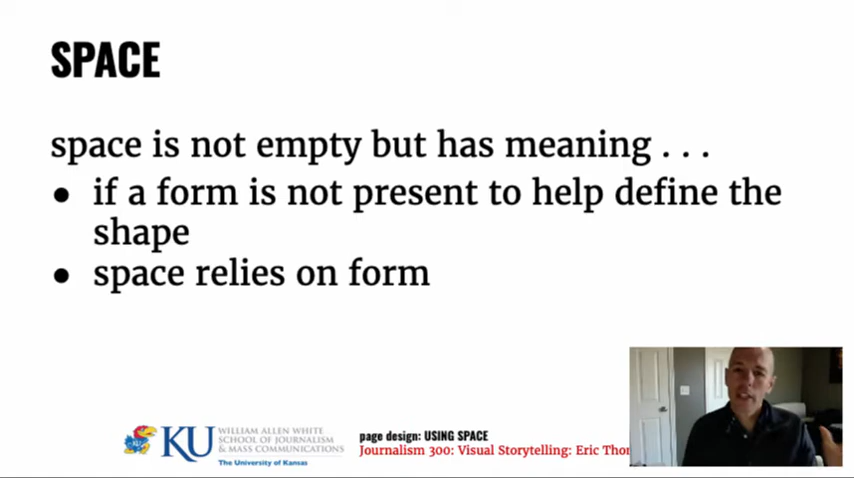 SPACE
space is not empty but has meaning . . .
● if a form is not present to help define the
shape
● space relies on form
KU
WILLIAM ALLEN WHITE
SCHOOL OF JOURNALISM
& MASS COMMUNICATIONS
The University of Kansas
page design: USING SPACE
Journalism 300: Visual Storytelling: Eric